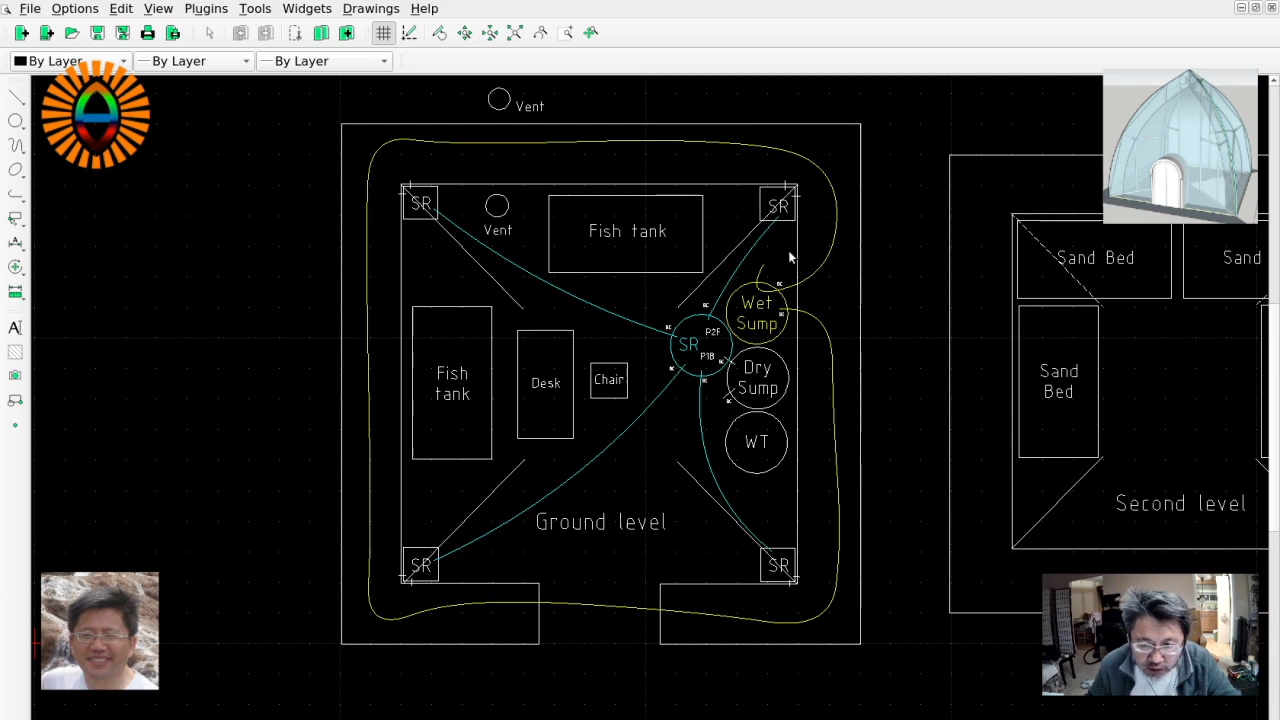 File Options Edit View Plugins Tools Widgets Drawings Help
By Layer By Layer By Layer
Vent
SR
SR
Vent
Fish tank
Sand Bed
Sand
Wet
Sump
SR
P2F
P1B
Dry
Sump
Fish
tank
Desk
Chair
WT
Sand
Bed
Ground level
Second level
SR
SR